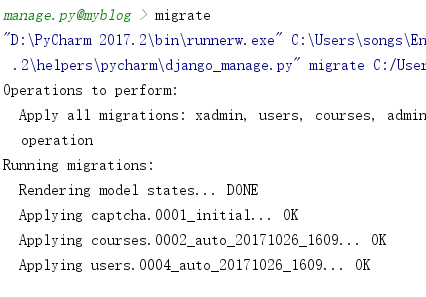 manage.py@myblog > migrate
"D:\PyCharm 2017.2\bin\runnerw.exe" C:\Users\songs\En
.2\helpers\pycharm\django_manage.py" migrate C:/User
Operations to perform:
Apply all migrations: xadmin, users, courses, admin
operation
Running migrations:
Rendering model states... DONE
Applying captcha.0001_initial... OK
Applying courses.0002_auto_20171026_1609... OK
Applying users.0004_auto_20171026_1609... OK